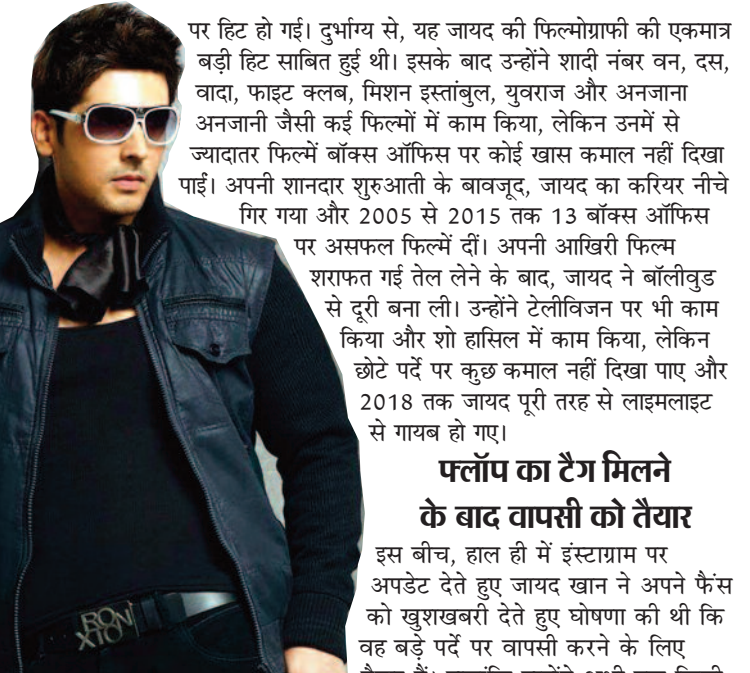 पर हिट हो गई। दुर्भाग्य से, यह जायद की फिल्मोग्राफी की एकमात्र
बड़ी हिट साबित हुई थी। इसके बाद उन्होंने शादी नंबर वन, दस,
वादा, फाइट क्लब, मिशन इस्तांबुल, युवराज और अनजाना
अनजानी जैसी कई फिल्मों में काम किया, लेकिन उनमें से
ज्यादातर फिल्में बॉक्स ऑफिस पर कोई खास कमाल नहीं दिखा
पाईं। अपनी शानदार शुरुआती के बावजूद, जायद का करियर नीचे
गिर गया और 2005 से 2015 तक 13 बॉक्स ऑफिस
पर असफल फिल्में दीं। अपनी आखिरी फिल्म
शराफत गई तेल लेने के बाद, जायद ने बॉलीवुड
से दूरी बना ली। उन्होंने टेलीविजन पर भी काम
किया और शो हासिल में काम किया, लेकिन
छोटे पर्दे पर कुछ कमाल नहीं दिखा पाए और
2018 तक जायद पूरी तरह से लाइमलाइट
से गायब हो गए।
फ्लॉप का टैग मिलने
के बाद वापसी को तैयार
इस बीच, हाल ही में इंस्टाग्राम पर
अपडेट देते हुए जायद खान ने अपने फैंस
को खुशखबरी देते हुए घोषणा की थी कि
वह बड़े पर्दे पर वापसी करने के लिए
RON
XTO